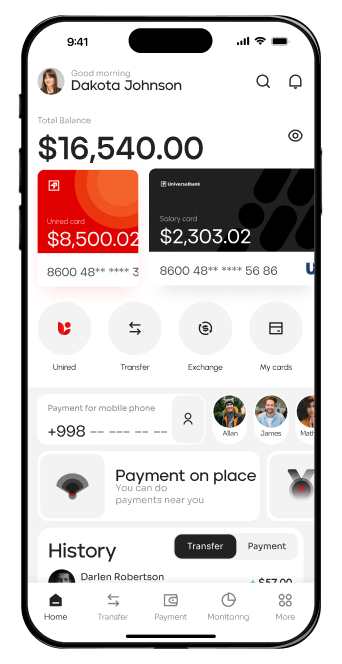 9:41
Good morning
Dakota Johnson
Total Balance
$16,540.00
Universalbank
Unired card
$8,500.02
8600 48** **** 3
Salary card
$2,303.02
8600 48** **** 56 86
Unired
Transfer
Exchange
My cards
Payment for mobile phone
+998 -- --- -- --
Allan
James
Math
Payment on place
You can do
payments near you
History
Transfer
Payment
Darlen Robertson
+$57.00
Home
Transfer
Payment
Monitoring
More